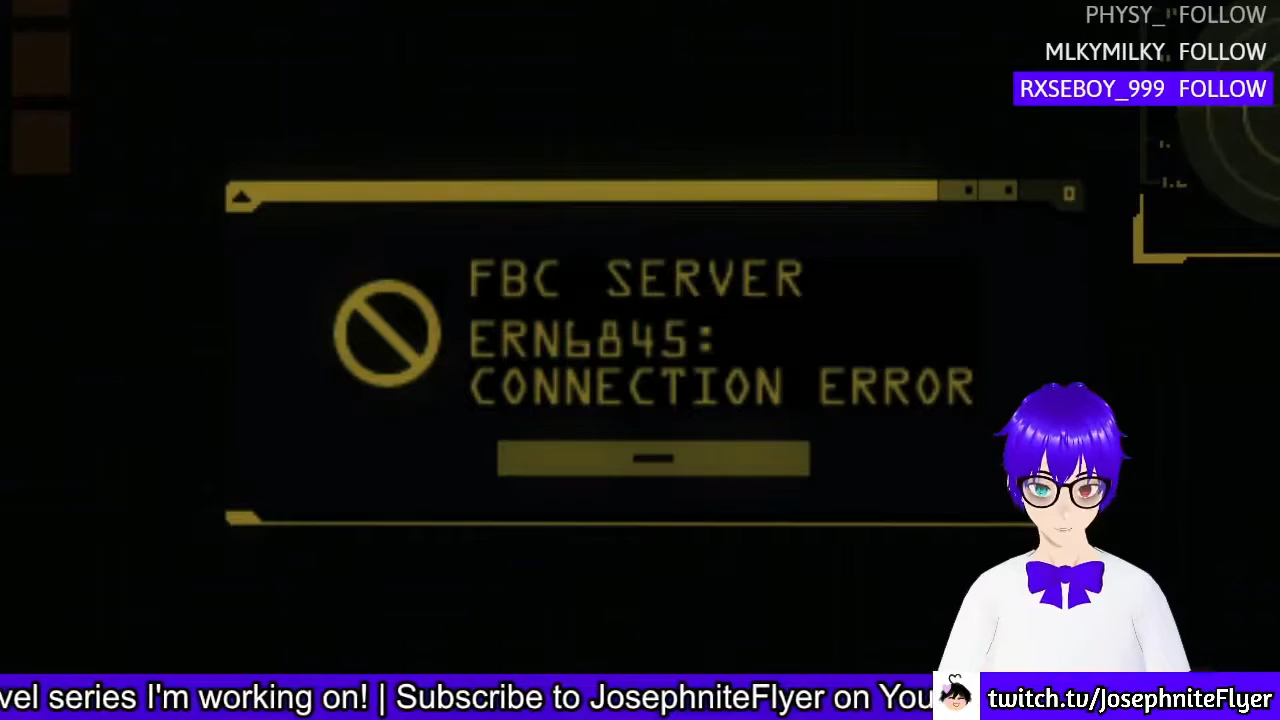 PHYSY_ FOLLOW
MLKYMILKY FOLLOW
RXSEBOY_999 FOLLOW
FBC SERVER
ERN6845:
CONNECTION ERROR
vel series I'm working on! | Subscribe to JosephniteFlyer on You
twitch.tv/JosephniteFlyer